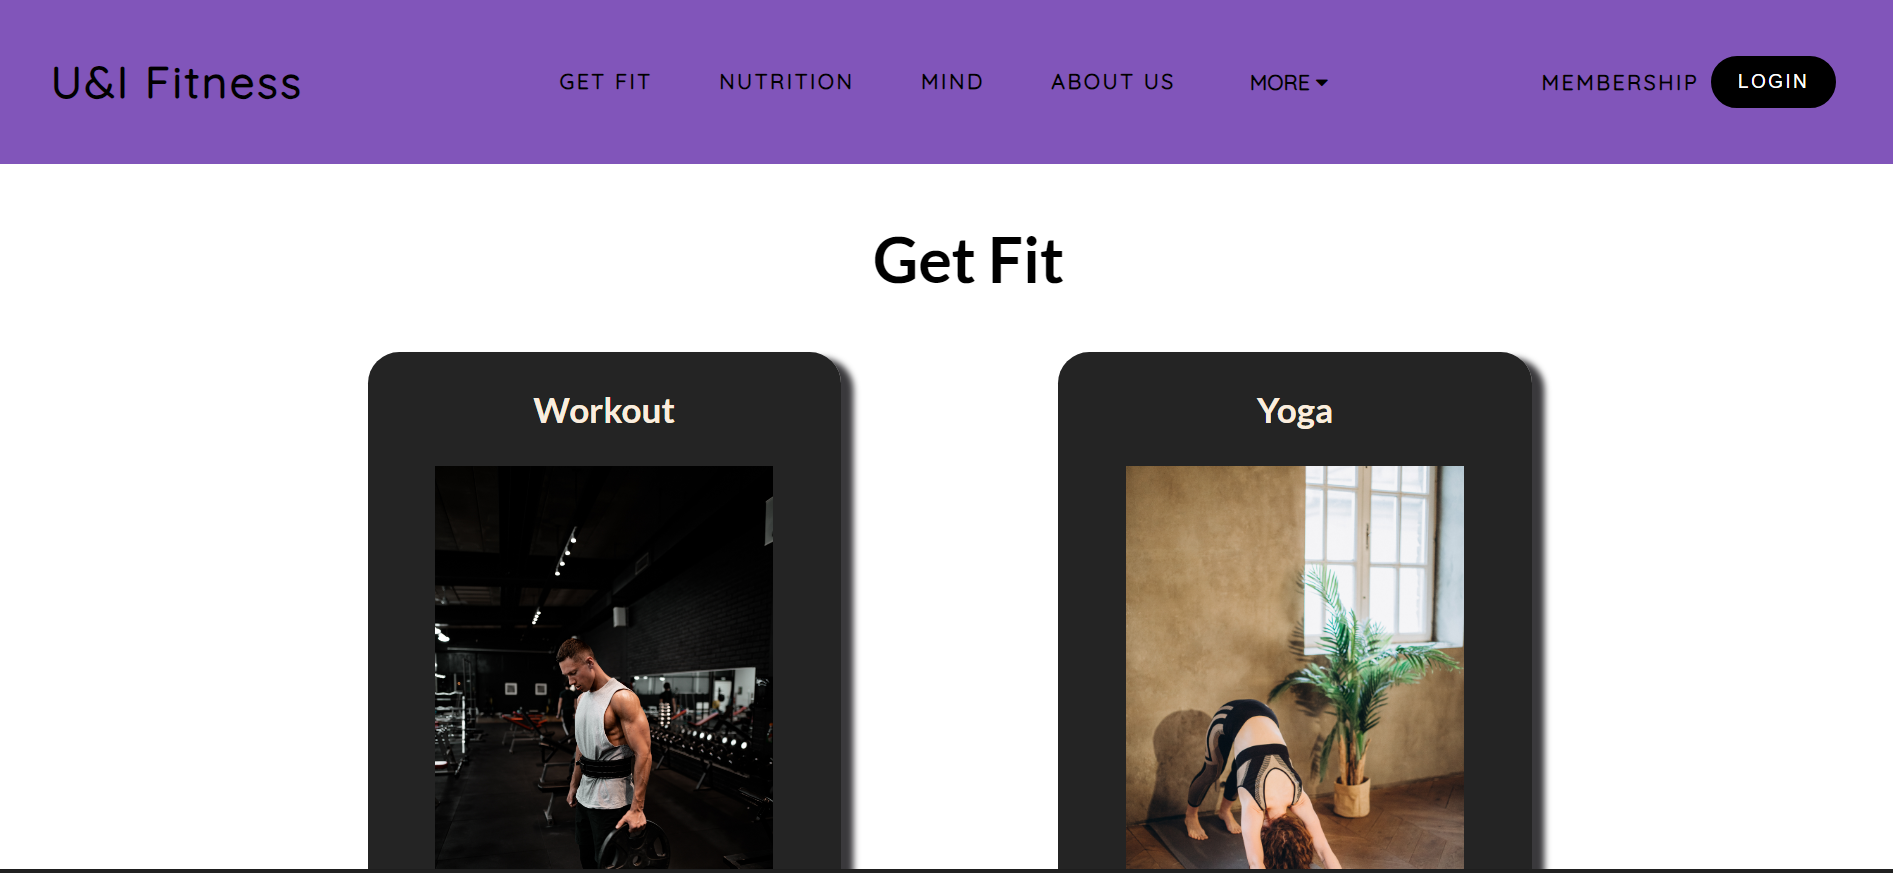 U&I Fitness GET FIT NUTRITION MIND ABOUT US MORE MEMBERSHIP LOGIN
Get Fit
Workout Yoga